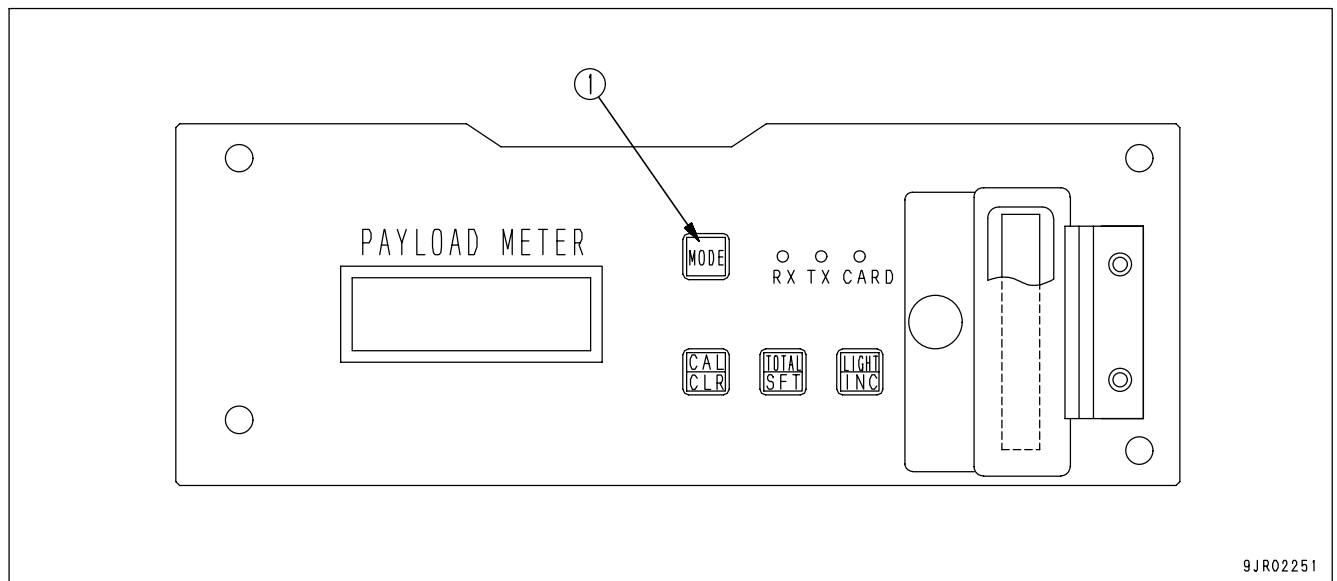 ①
PAYLOAD METER
MODE
RX TX CARD
CAL
CLR
TOTAL
SFT
LIGHT
INC
9JR02251